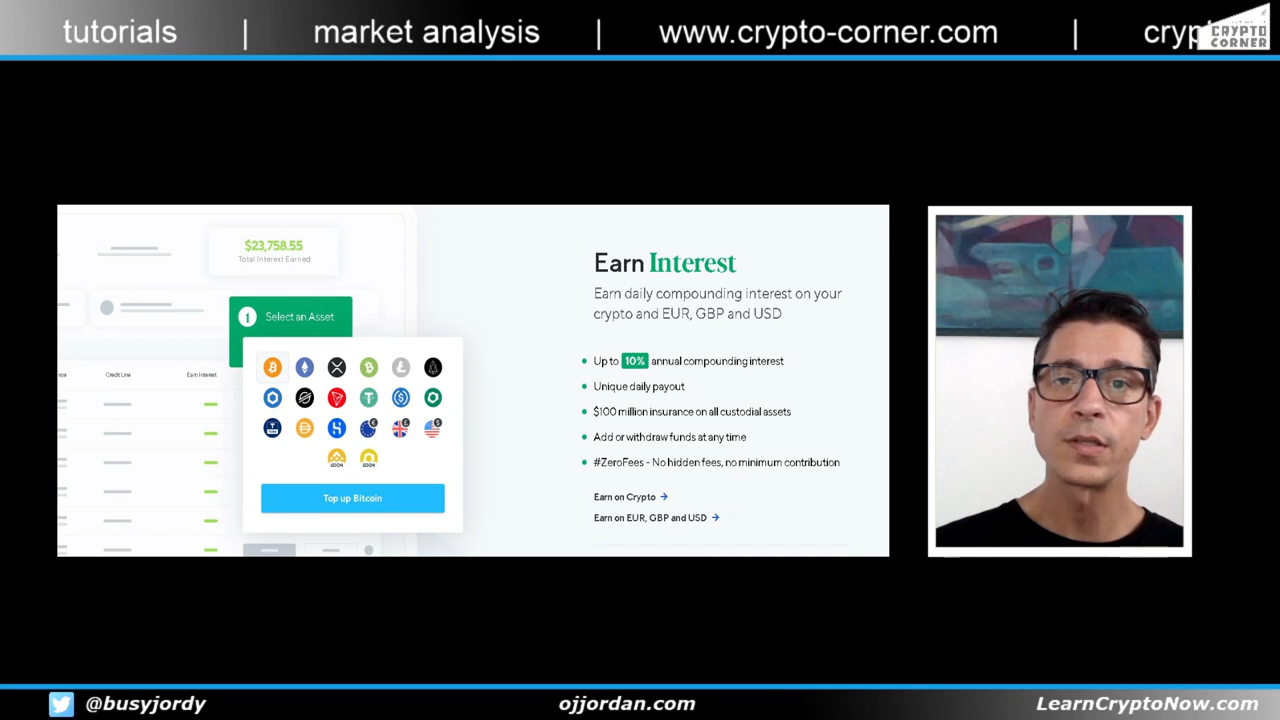 tutorials | market analysis | www.crypto-corner.com | cryp
CRYPTO
CORNER
$23,758.55
Total Interest Earned
1 Select an Asset
Credit Line
Earn Interest
SOON
SOON
Top up Bitcoin
Earn Interest
Earn daily compounding interest on your
crypto and EUR, GBP and USD
Up to 10% annual compounding interest
Unique daily payout
$100 million insurance on all custodial assets
Add or withdraw funds at any time
#ZeroFees - No hidden fees, no minimum contribution
Earn on Crypto →
Earn on EUR, GBP and USD →
@busyjordy
ojjordan.com
LearnCryptoNow.com